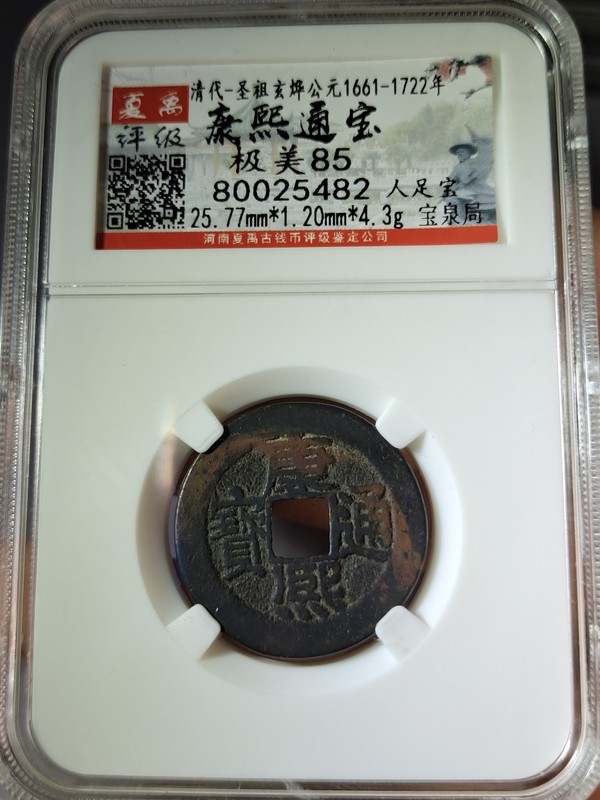 清代-圣祖玄烨公元1661-1722年
夏禹
评级
康熙通宝
极美85
80025482 人足宝
25.77mm*1.20mm*4.3g 宝泉局
河南夏禹古钱币评级鉴定公司
康熙通寶